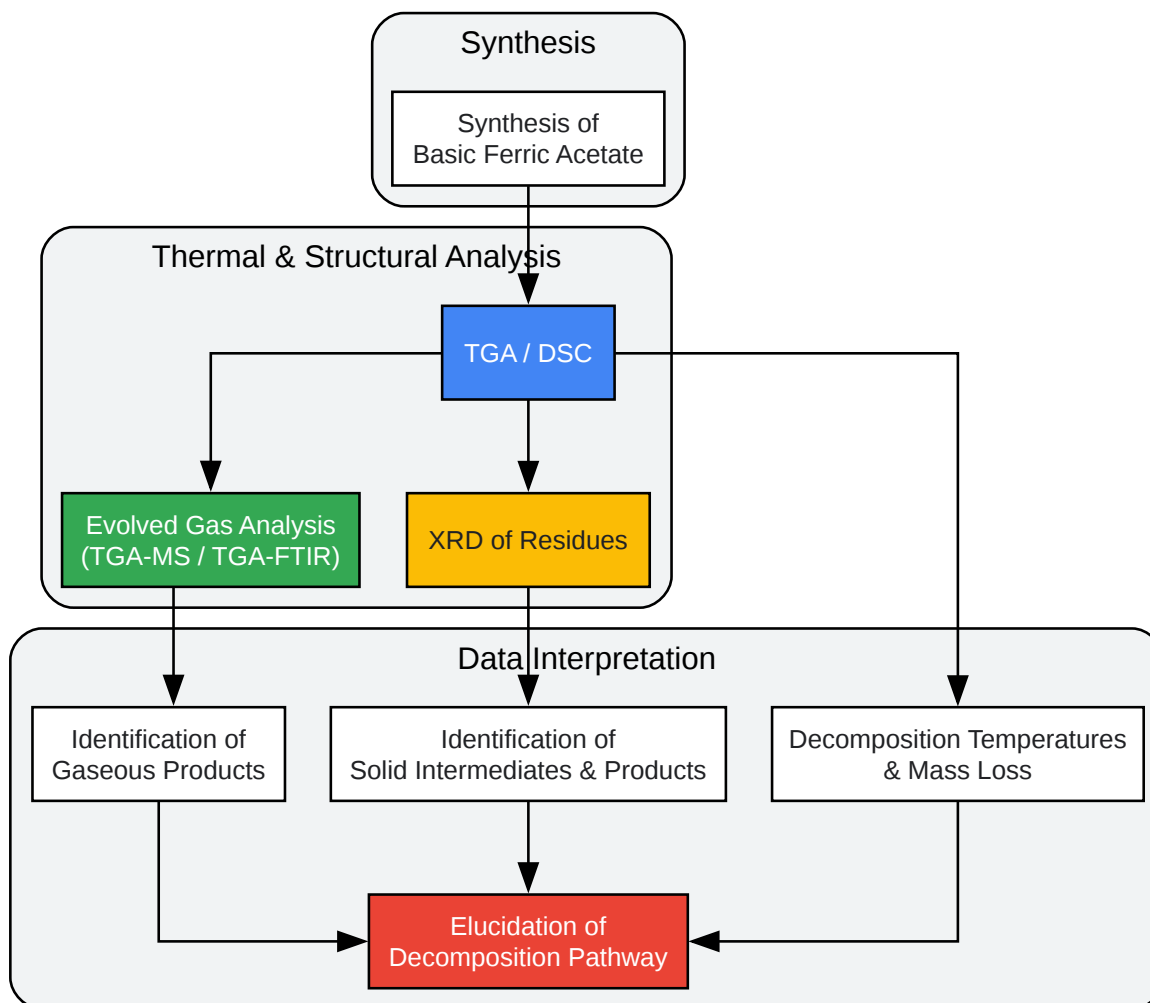 Synthesis
Synthesis of
Basic Ferric Acetate
Thermal & Structural Analysis
TGA / DSC
Evolved Gas Analysis
(TGA-MS / TGA-FTIR)
XRD of Residues
Data Interpretation
Identification of
Gaseous Products
Identification of
Solid Intermediates & Products
Decomposition Temperatures
& Mass Loss
Elucidation of
Decomposition Pathway